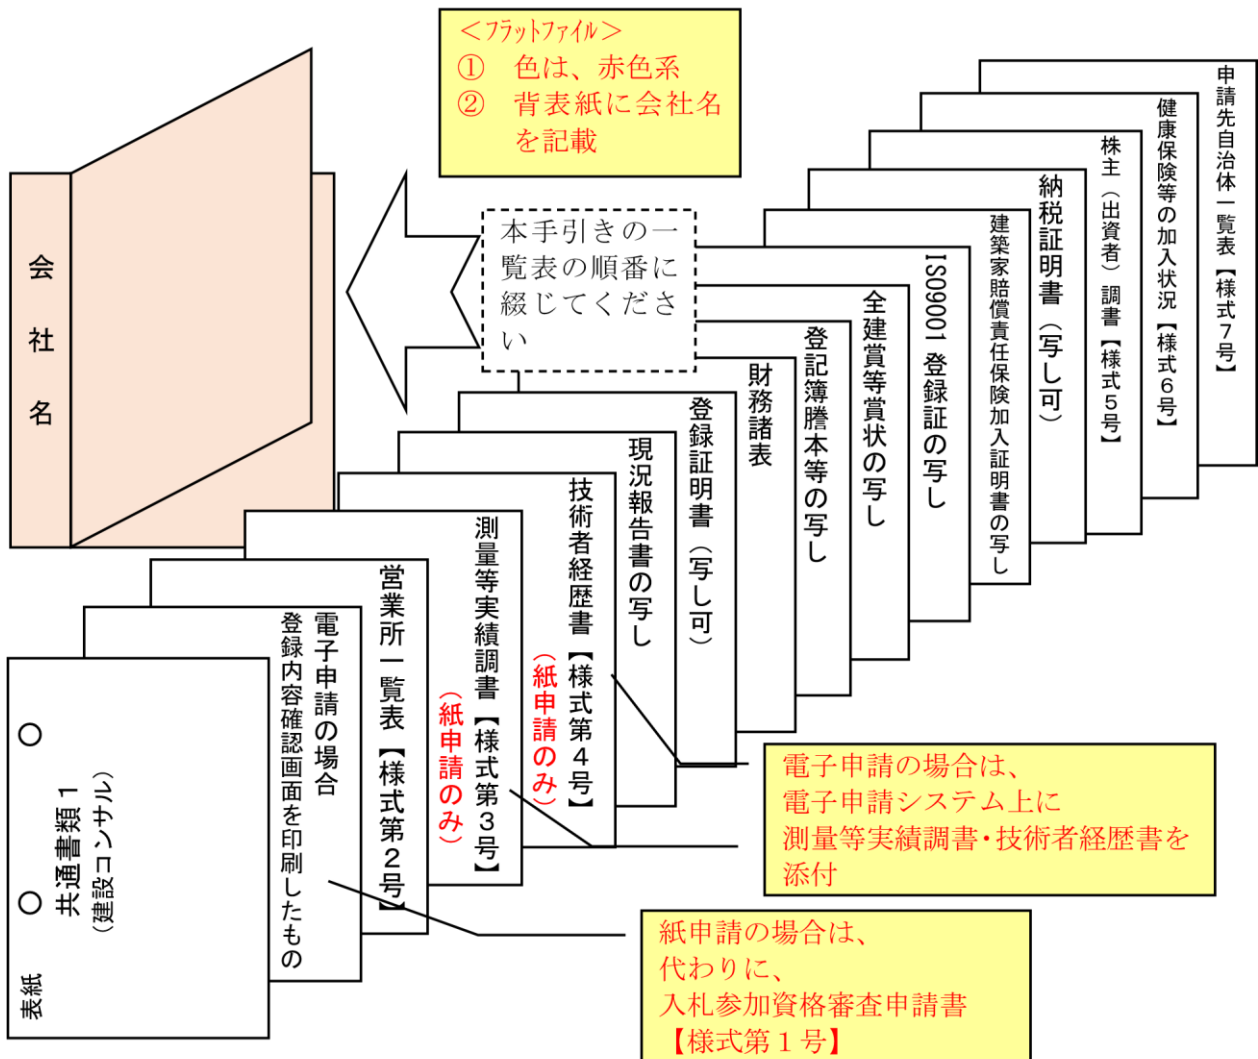 <フラットファイル>
① 色は、赤色系
② 背表紙に会社名
を記載
会社名
本手引きの一
覧表の順番に
綴じてくださ
い
申請先自治体一覧表【様式7号】
健康保険等の加入状況【様式6号】
株主（出資者）調書【様式5号】
納税証明書（写し可）
建築家賠償責任保険加入証明書の写し
ISO9001 登録証の写し
全建賞等賞状の写し
登記簿謄本等の写し
財務諸表
登録証明書（写し可）
現況報告書の写し
技術者経歴書【様式第4号】
（紙申請のみ）
測量等実績調書【様式第3号】
（紙申請のみ）
営業所一覧表【様式第2号】
電子申請の場合
登録内容確認画面を印刷したもの
共通書類1
（建設コンサル）
表紙
電子申請の場合は、
電子申請システム上に
測量等実績調書・技術者経歴書を
添付
紙申請の場合は、
代わりに、
入札参加資格審査申請書
【様式第1号】